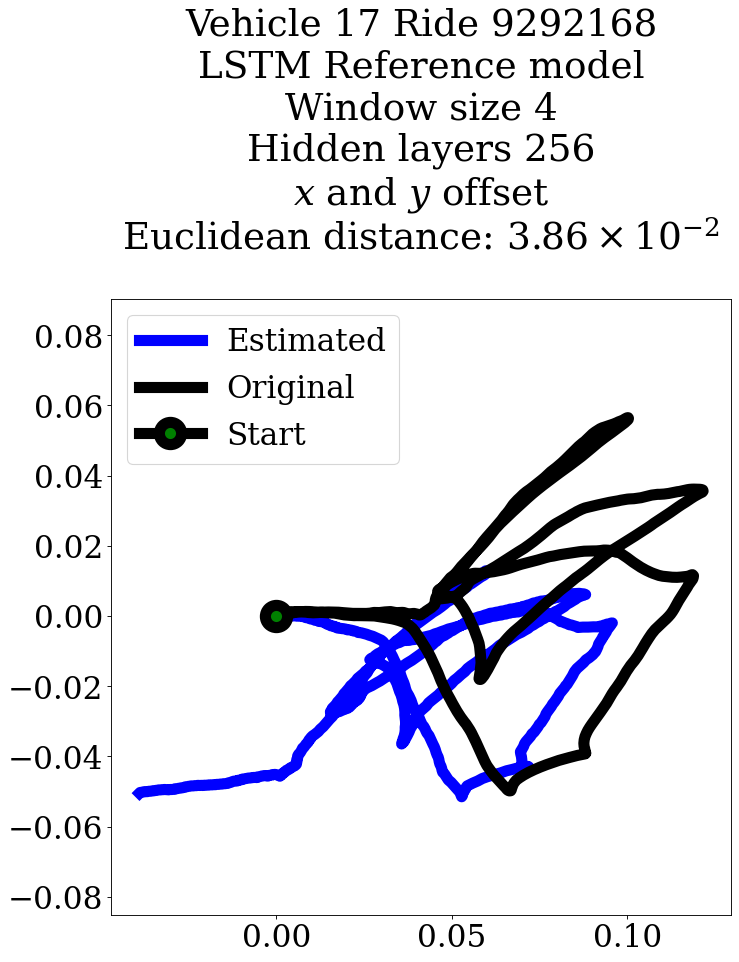 Vehicle 17 Ride 9292168
LSTM Reference model
Window size 4
Hidden layers 256
x and y offset
Euclidean distance: 3.86 × 10⁻²
Estimated
Original
Start
0.08
0.06
0.04
0.02
0.00
−0.02
−0.04
−0.06
−0.08
0.00 0.05 0.10